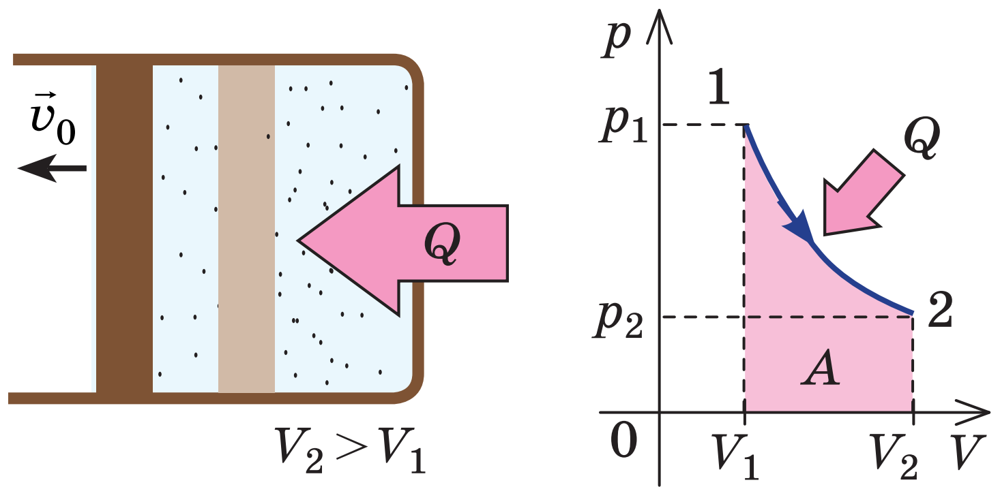 v⃗₀
Q
V₂ > V₁
p
1
p₁
Q
p₂
2
A
0
V₁
V₂
V